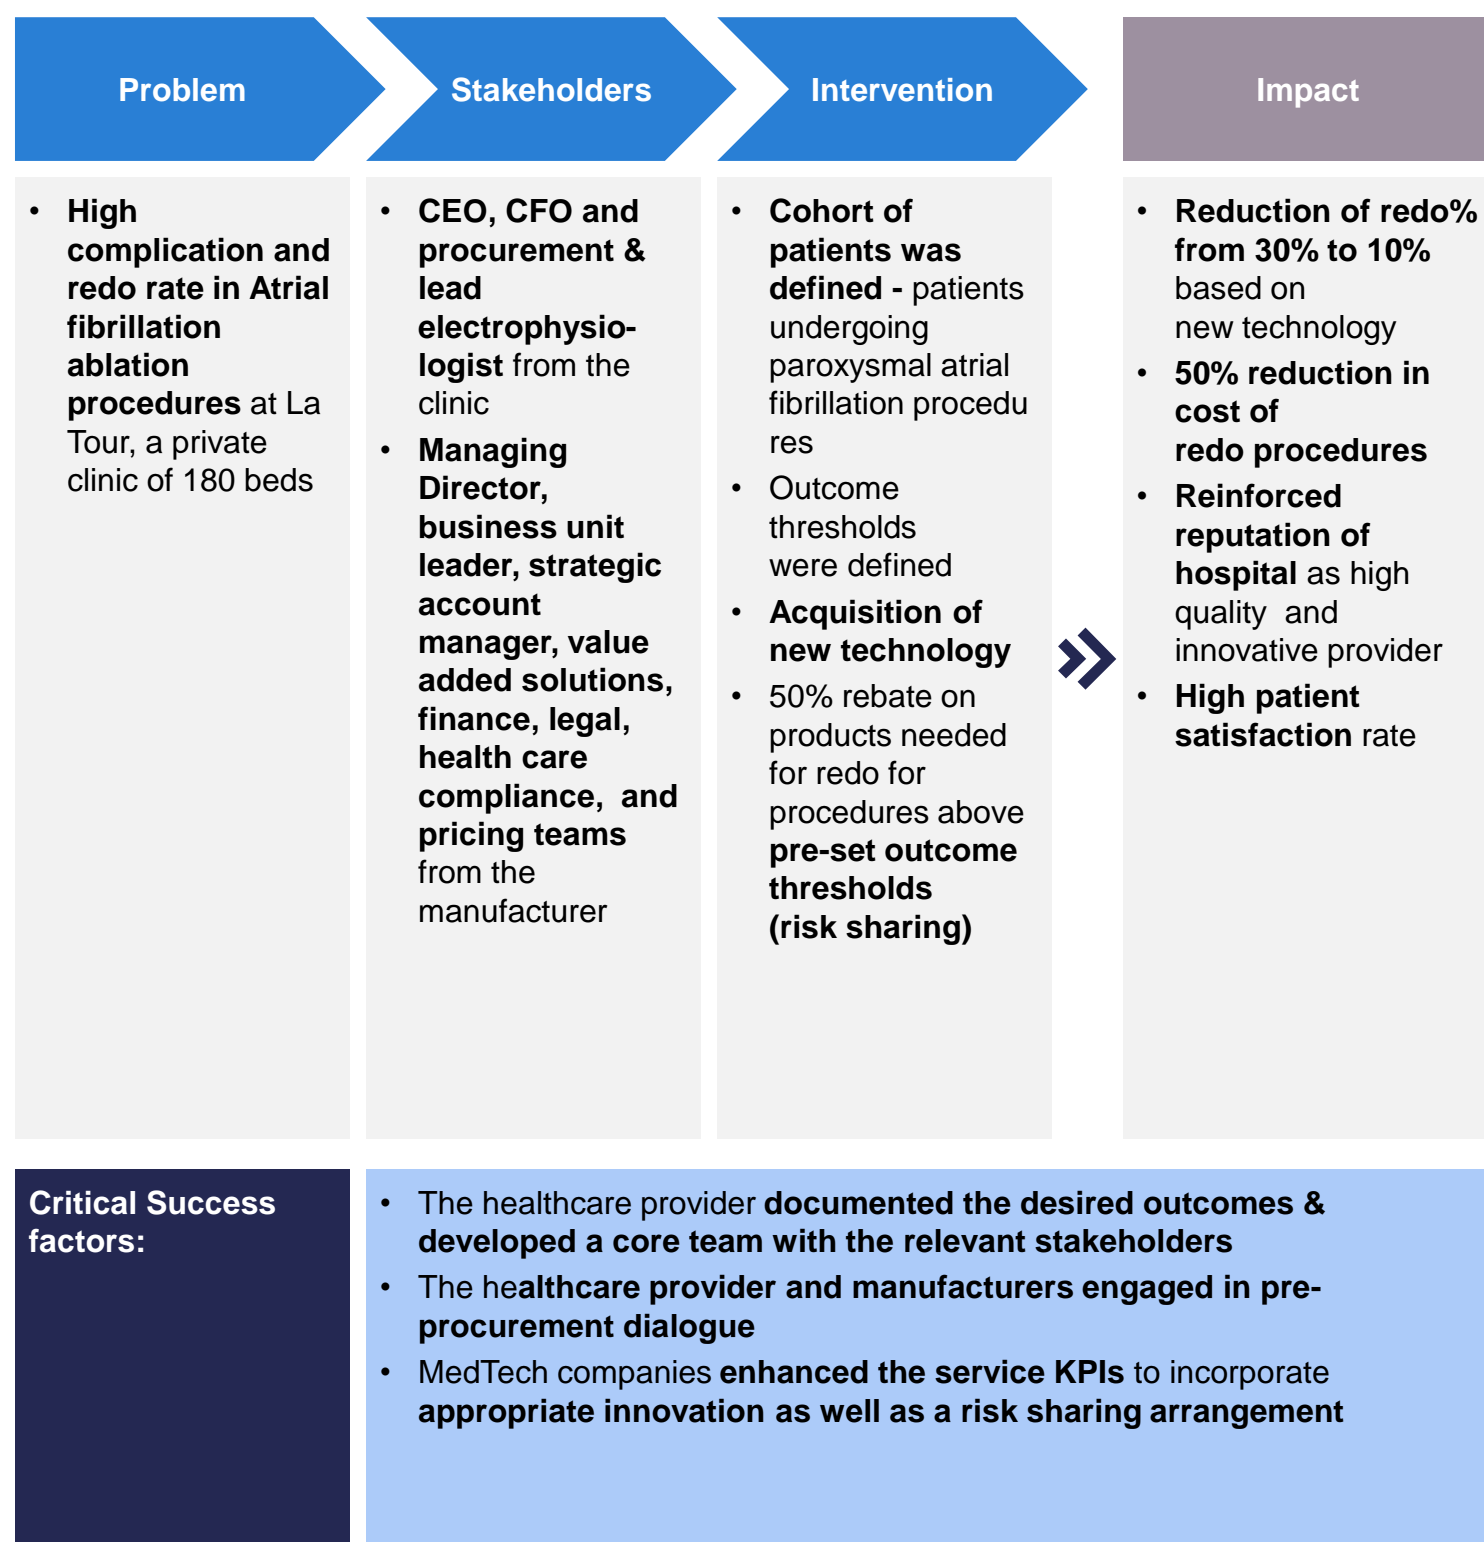 Problem
Stakeholders
Intervention
Impact
• High
complication and
redo rate in Atrial
fibrillation
ablation
procedures at La
Tour, a private
clinic of 180 beds
• CEO, CFO and
procurement &
lead
electrophysio-
logist from the
clinic
• Managing
Director,
business unit
leader, strategic
account
manager, value
added solutions,
finance, legal,
health care
compliance,  and
pricing teams
from the
manufacturer
• Cohort of
patients was
defined - patients
undergoing
paroxysmal atrial
fibrillation procedu
res
• Outcome
thresholds
were defined
• Acquisition of
new technology
• 50% rebate on
products needed
for redo for
procedures above
pre-set outcome
thresholds
(risk sharing)
• Reduction of redo%
from 30% to 10%
based on
new technology
• 50% reduction in
cost of
redo procedures
• Reinforced
reputation of
hospital as high
quality  and
innovative provider
• High patient
satisfaction rate
Critical Success
factors:
• The healthcare provider documented the desired outcomes &
developed a core team with the relevant stakeholders
• The healthcare provider and manufacturers engaged in pre-
procurement dialogue
• MedTech companies enhanced the service KPIs to incorporate
appropriate innovation as well as a risk sharing arrangement